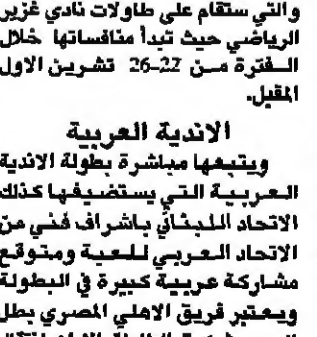 والتي ستقام على طاولات نادي غزير
الرياضي حيث تبدأ منافساتها خلال
الفترة من 22-26 تشرين الاول
المقبل.
الاندية العربية
ويتبعها مباشرة بطولة الاندية
العربية التي يستضيفها كذلك
الاتحاد اللبناني باشراف فني من
الاتحاد العربي للعبة ومتوقع
مشاركة عربية كبيرة في البطولة
ويعتبر فريق الاهلي المصري بطل